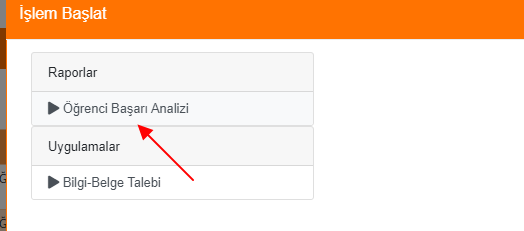 İşlem Başlat
Raporlar
Öğrenci Başarı Analizi
Uygulamalar
Bilgi-Belge Talebi